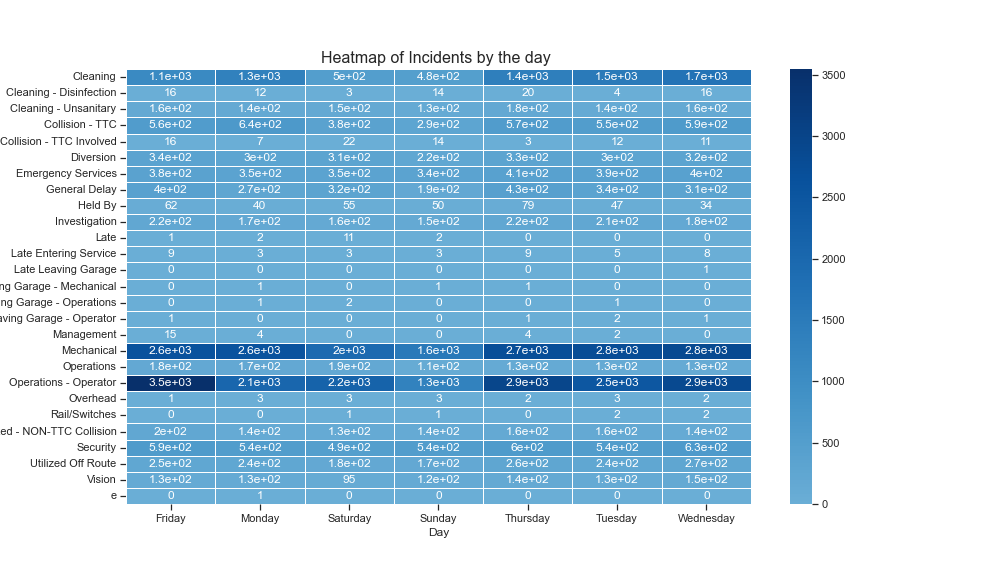 Heatmap of Incidents by the day
Cleaning 1.1e+03 1.3e+03 5e+02 4.8e+02 1.4e+03 1.5e+03 1.7e+03
Cleaning - Disinfection 16 12 3 14 20 4 16
Cleaning - Unsanitary 1.6e+02 1.4e+02 1.5e+02 1.3e+02 1.8e+02 1.4e+02 1.6e+02
Collision - TTC 5.6e+02 6.4e+02 3.8e+02 2.9e+02 5.7e+02 5.5e+02 5.9e+02
Collision - TTC Involved 16 7 22 14 3 12 11
Diversion 3.4e+02 3e+02 3.1e+02 2.2e+02 3.3e+02 3e+02 3.2e+02
Emergency Services 3.8e+02 3.5e+02 3.5e+02 3.4e+02 4.1e+02 3.9e+02 4e+02
General Delay 4e+02 2.7e+02 3.2e+02 1.9e+02 4.3e+02 3.4e+02 3.1e+02
Held By 62 40 55 50 79 47 34
Investigation 2.2e+02 1.7e+02 1.6e+02 1.5e+02 2.2e+02 2.1e+02 1.8e+02
Late 1 2 11 2 0 0 0
Late Entering Service 9 3 3 3 9 5 8
Late Leaving Garage 0 0 0 0 0 0 1
ng Garage - Mechanical 0 1 0 1 1 0 0
ng Garage - Operations 0 1 2 0 0 1 0
aving Garage - Operator 1 0 0 0 1 2 1
Management 15 4 0 0 4 2 0
Mechanical 2.6e+03 2.6e+03 2e+03 1.6e+03 2.7e+03 2.8e+03 2.8e+03
Operations 1.8e+02 1.7e+02 1.9e+02 1.1e+02 1.3e+02 1.3e+02 1.3e+02
Operations - Operator 3.5e+03 2.1e+03 2.2e+03 1.3e+03 2.9e+03 2.5e+03 2.9e+03
Overhead 1 3 3 3 2 3 2
Rail/Switches 0 0 1 1 0 2 2
ed - NON-TTC Collision 2e+02 1.4e+02 1.3e+02 1.4e+02 1.6e+02 1.6e+02 1.4e+02
Security 5.9e+02 5.4e+02 4.9e+02 5.4e+02 6e+02 5.4e+02 6.3e+02
Utilized Off Route 2.5e+02 2.4e+02 1.8e+02 1.7e+02 2.6e+02 2.4e+02 2.7e+02
Vision 1.3e+02 1.3e+02 95 1.2e+02 1.4e+02 1.3e+02 1.5e+02
e 0 1 0 0 0 0 0
Friday Monday Saturday Sunday Thursday Tuesday Wednesday
Day
3500
3000
2500
2000
1500
1000
500
0